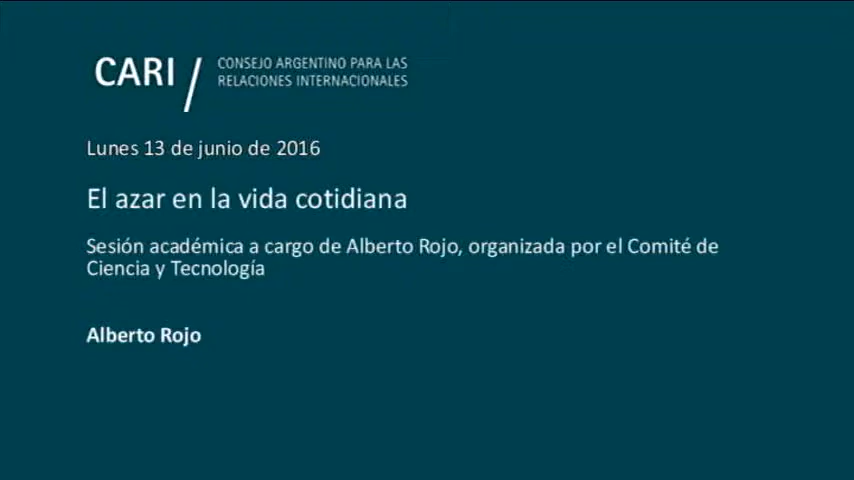 CARI
CONSEJO ARGENTINO PARA LAS
RELACIONES INTERNACIONALES
Lunes 13 de junio de 2016
El azar en la vida cotidiana
Sesión académica a cargo de Alberto Rojo, organizada por el Comité de
Ciencia y Tecnología
Alberto Rojo